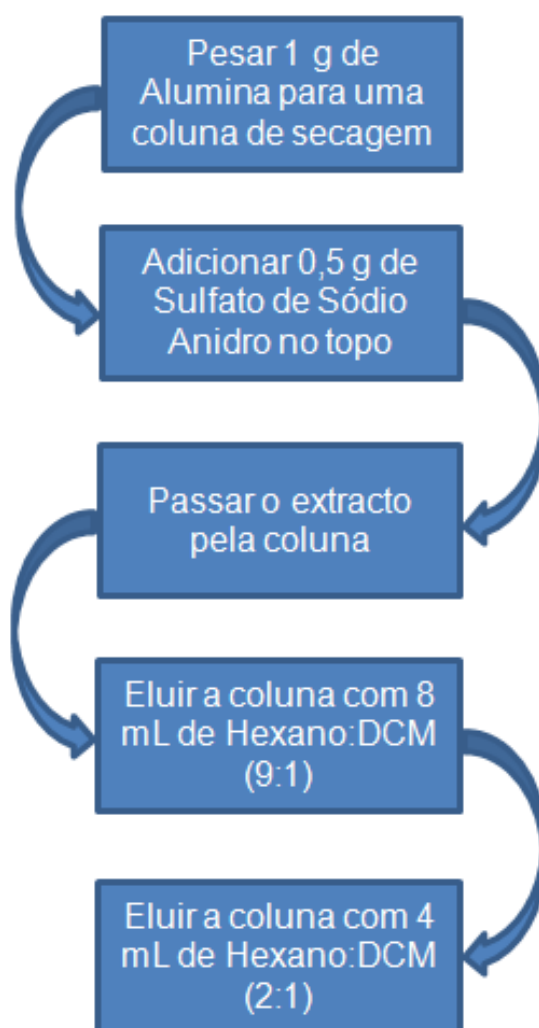 Pesar 1 g de
Alumina para uma
coluna de secagem
Adicionar 0,5 g de
Sulfato de Sódio
Anidro no topo
Passar o extracto
pela coluna
Eluir a coluna com 8
mL de Hexano:DCM
(9:1)
Eluir a coluna com 4
mL de Hexano:DCM
(2:1)